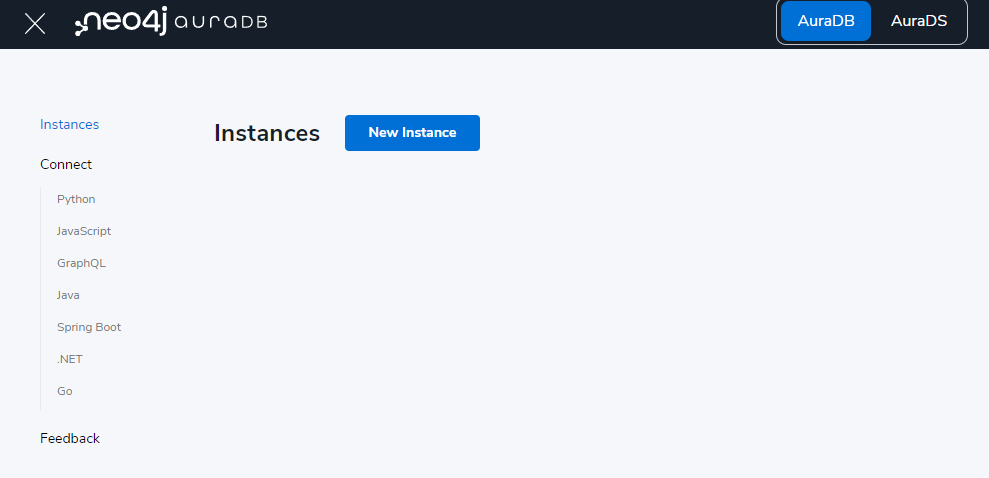 neo4j auraDB
AuraDB
AuraDS
Instances
Connect
Python
JavaScript
GraphQL
Java
Spring Boot
.NET
Go
Feedback
Instances
New Instance